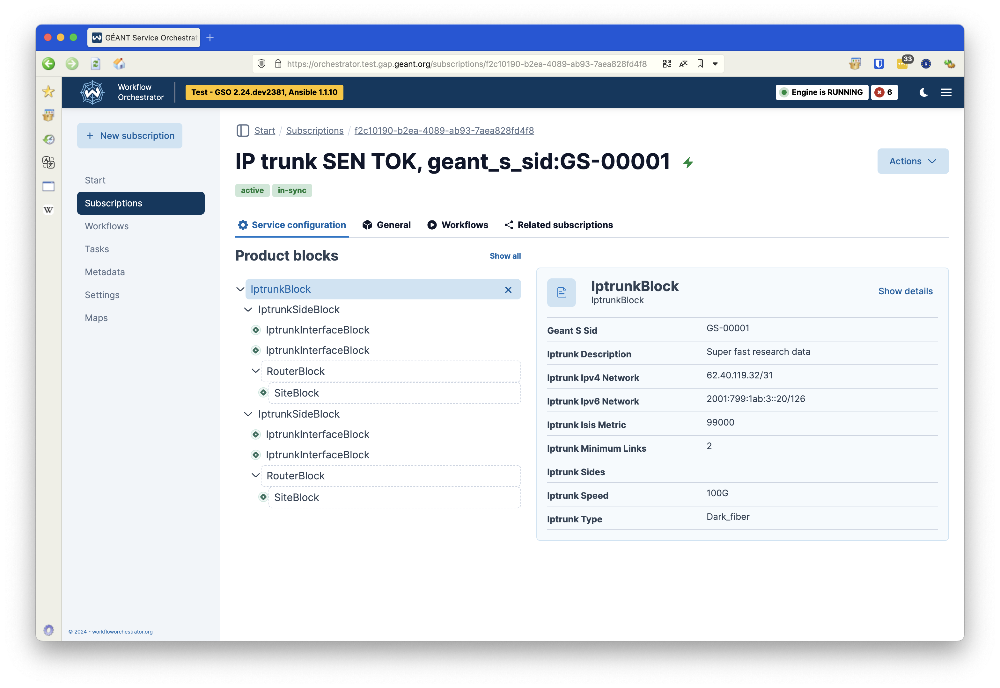 GÉANT Service Orchestrat
https://orchestrator.test.gap.geant.org/subscriptions/f2c10190-b2ea-4089-ab93-7aea828fd4f8
33
Workflow
Orchestrator
Test - GSO 2.24.dev2381, Ansible 1.1.10
Engine is RUNNING
6
W
New subscription
Start
Subscriptions
Workflows
Tasks
Metadata
Settings
Maps
© 2024 - workfloworchestrator.org
Start / Subscriptions / f2c10190-b2ea-4089-ab93-7aea828fd4f8
IP trunk SEN TOK, geant_s_sid:GS-00001
Actions
active in-sync
Service configuration General Workflows Related subscriptions
Product blocks
Show all
IptrunkBlock
IptrunkSideBlock
IptrunkInterfaceBlock
IptrunkInterfaceBlock
RouterBlock
SiteBlock
IptrunkSideBlock
IptrunkInterfaceBlock
IptrunkInterfaceBlock
RouterBlock
SiteBlock
IptrunkBlock
IptrunkBlock
Show details
Geant S Sid GS-00001
Iptrunk Description Super fast research data
Iptrunk Ipv4 Network 62.40.119.32/31
Iptrunk Ipv6 Network 2001:799:1ab:3::20/126
Iptrunk Isis Metric 99000
Iptrunk Minimum Links 2
Iptrunk Sides
Iptrunk Speed 100G
Iptrunk Type Dark_fiber